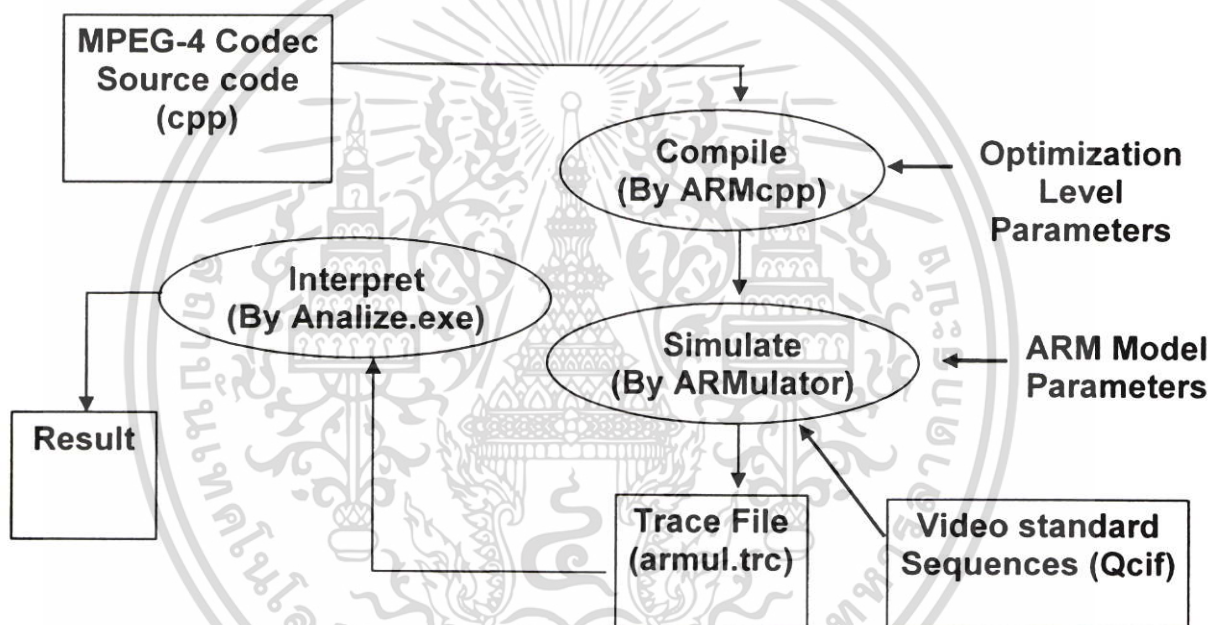 MPEG-4 Codec
Source code
(cpp)
Compile
(By ARMcpp)
Optimization
Level
Parameters
Interpret
(By Analize.exe)
Simulate
(By ARMulator)
ARM Model
Parameters
Result
Trace File
(armul.trc)
Video standard
Sequences (Qcif)